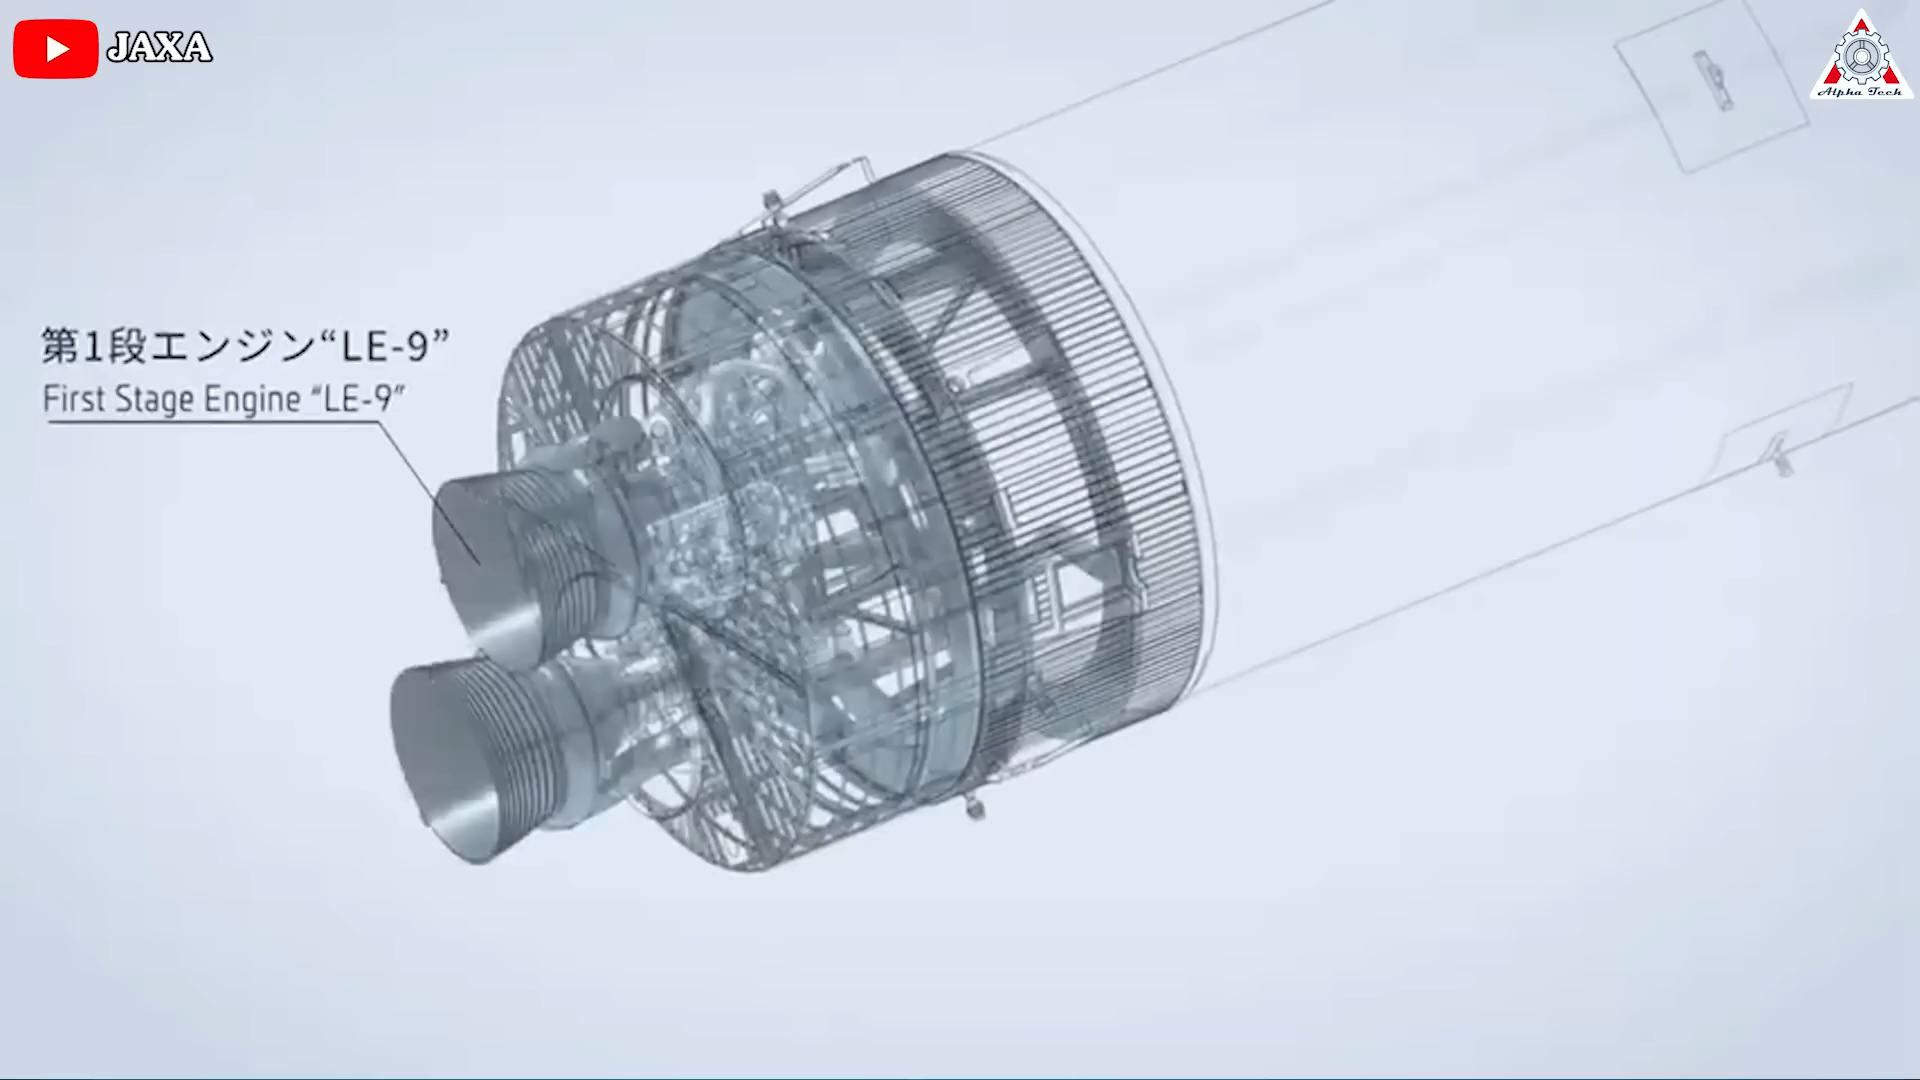 JAXA
Alpha Tech
第1段エンジン“LE-9”
First Stage Engine “LE-9”